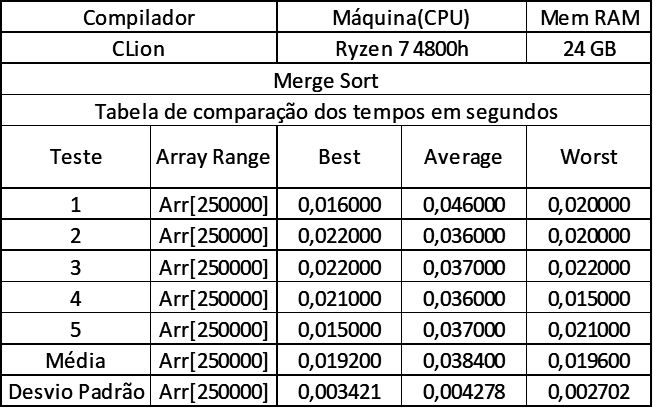 Compilador Máquina(CPU) Mem RAM
CLion Ryzen 7 4800h 24 GB
Merge Sort
Tabela de comparação dos tempos em segundos
Teste Array Range Best Average Worst
1 Arr[250000] 0,016000 0,046000 0,020000
2 Arr[250000] 0,022000 0,036000 0,020000
3 Arr[250000] 0,022000 0,037000 0,022000
4 Arr[250000] 0,021000 0,036000 0,015000
5 Arr[250000] 0,015000 0,037000 0,021000
Média Arr[250000] 0,019200 0,038400 0,019600
Desvio Padrão Arr[250000] 0,003421 0,004278 0,002702